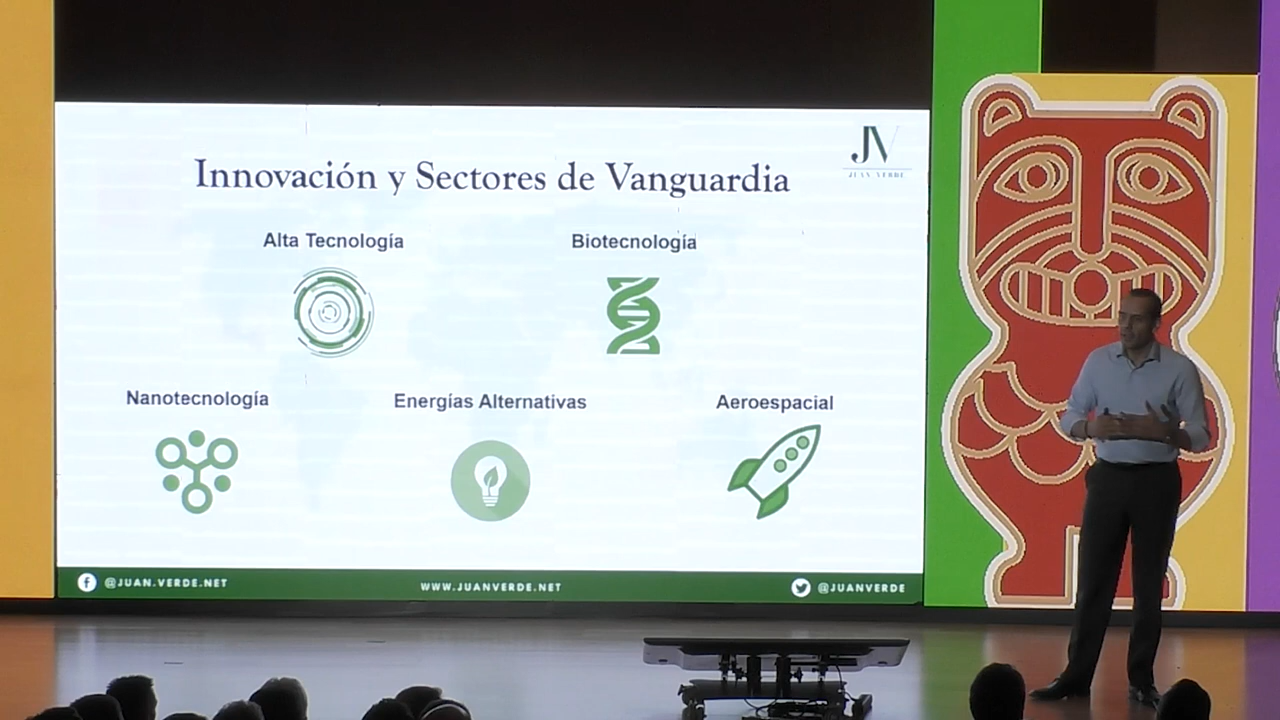 JV
JUAN VERDE
Innovación y Sectores de Vanguardia
Alta Tecnología
Biotecnología
Nanotecnología
Energías Alternativas
Aeroespacial
@JUAN.VERDE.NET
WWW.JUANVERDE.NET
@JUANVERDE